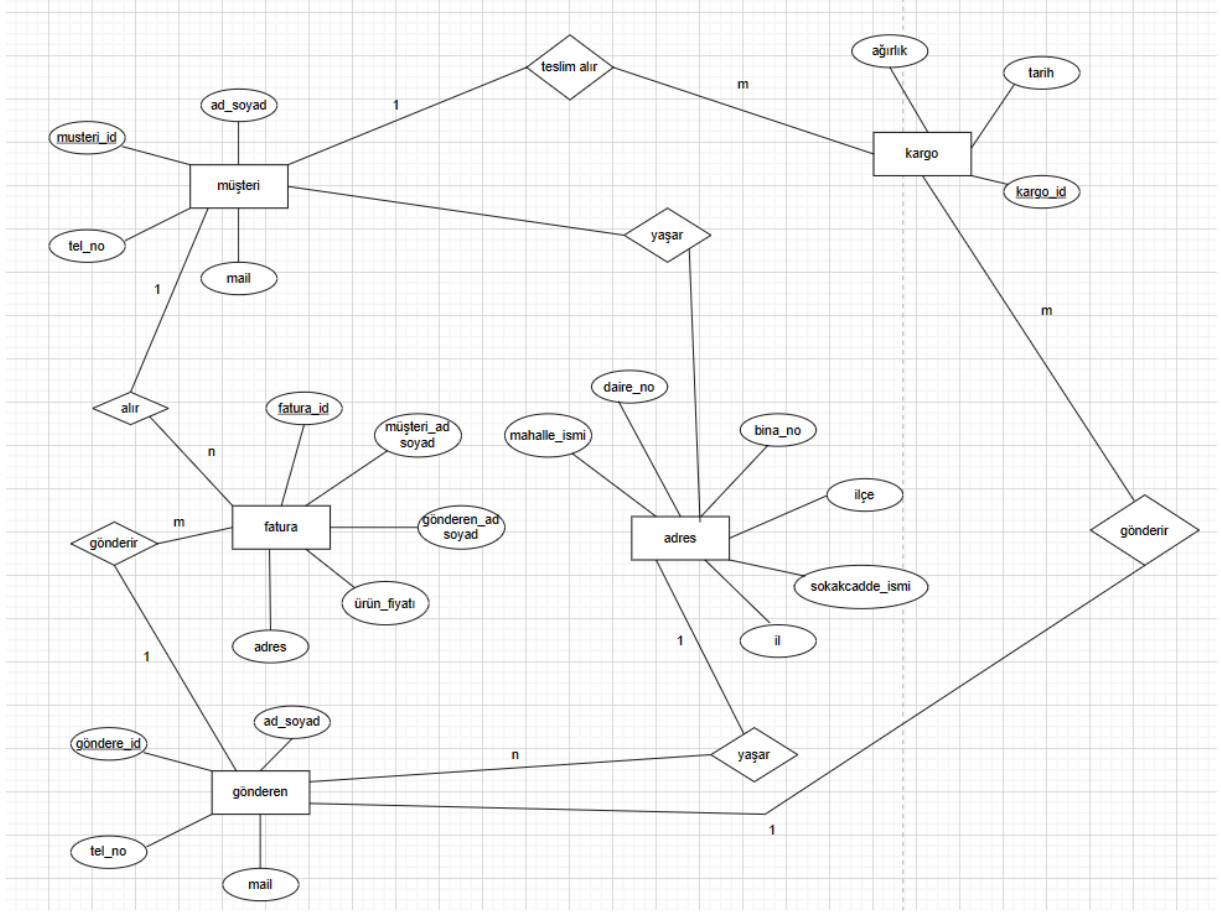 ağırlık
teslim alır
tarih
m
ad_soyad
1
musteri_id
kargo
müşteri
kargo_id
yaşar
tel_no
mail
1
m
daire_no
alır
fatura_id
müşteri_ad
soyad
mahalle_ismi
bina_no
n
ilçe
m
fatura
gönderen_ad
soyad
gönderir
adres
gönderir
sokakcadde_ismi
ürün_fiyatı
adres
1
il
1
ad_soyad
göndere_id
n
yaşar
gönderen
1
tel_no
mail